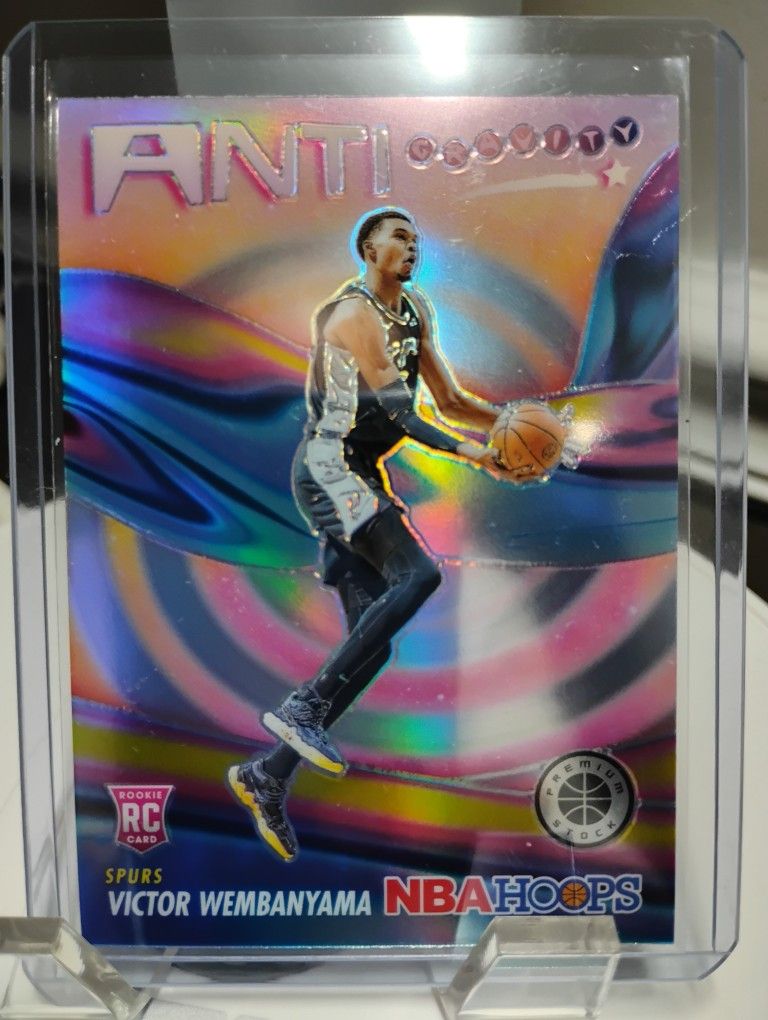 ANTI GRAVITY
PREMIUM
STOCK
ROOKIE
RC
CARD
SPURS
VICTOR WEMBANYAMA NBA HOOPS